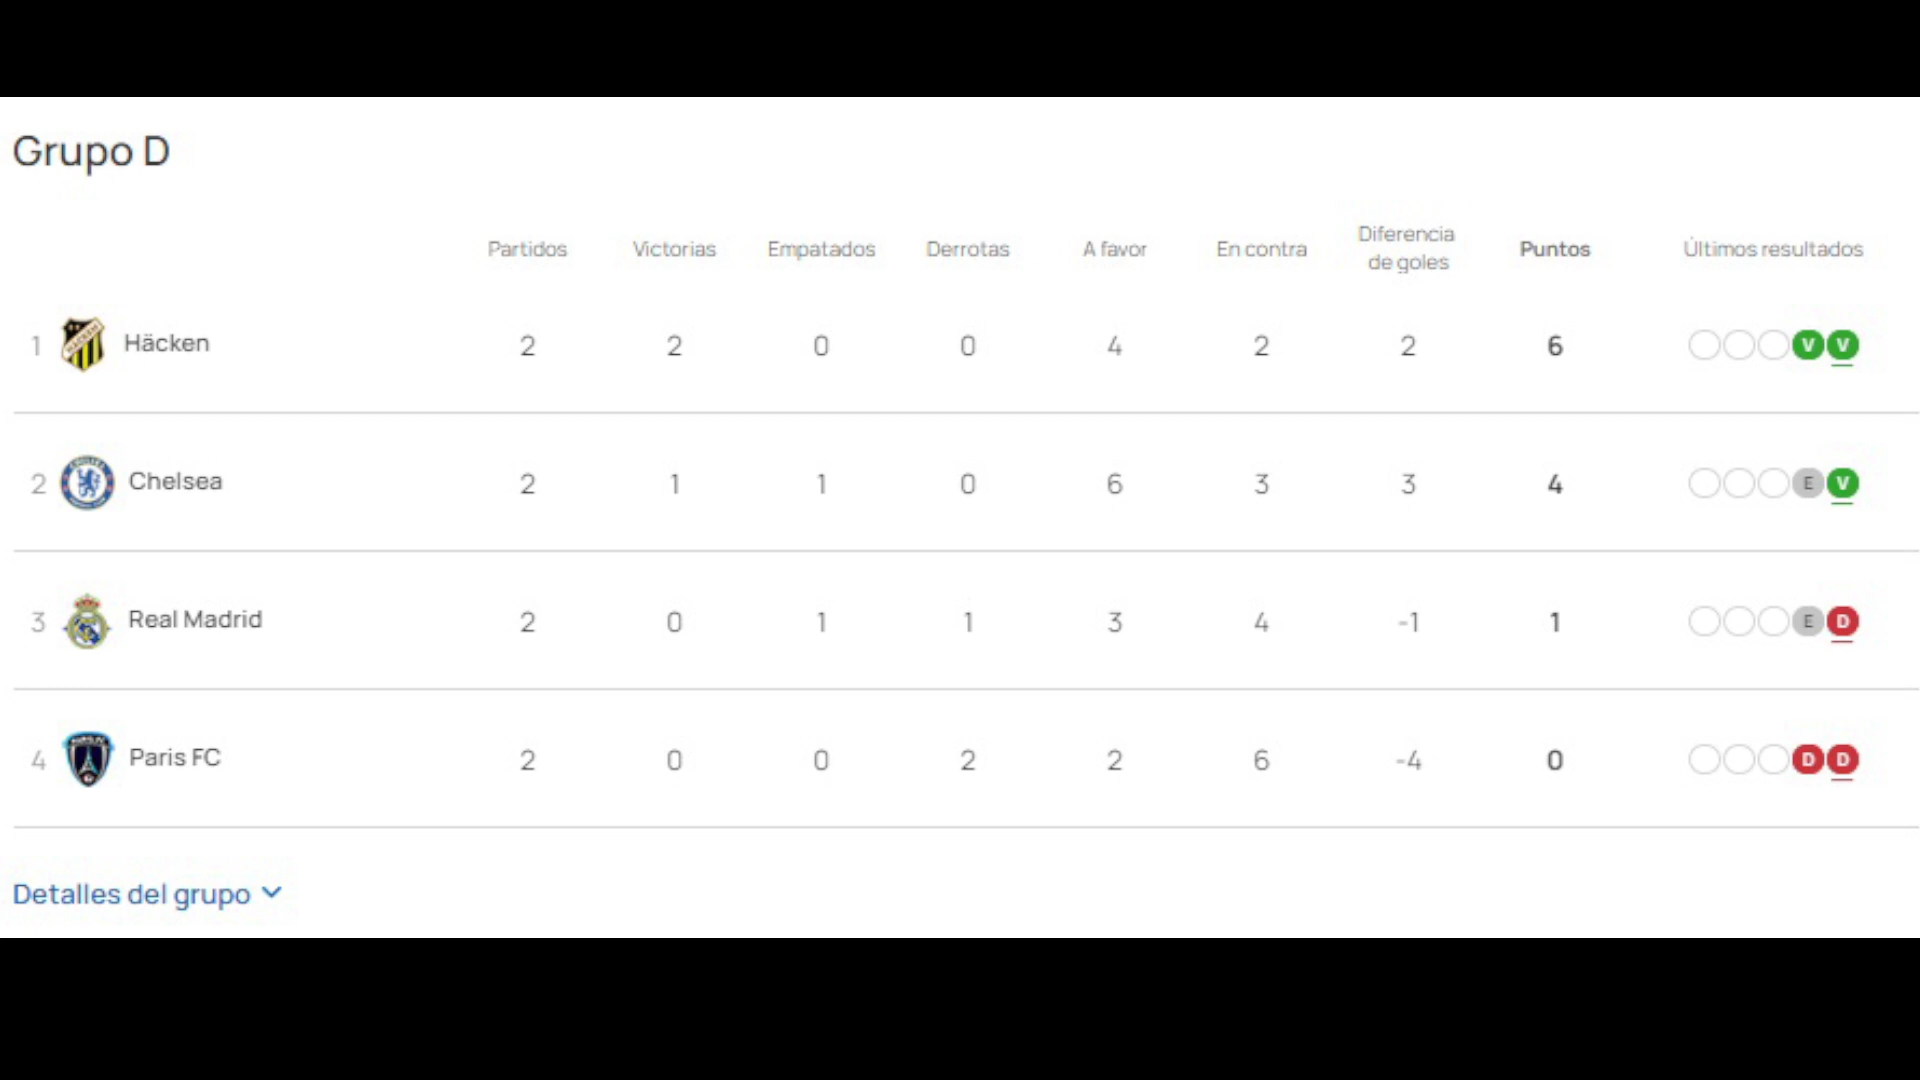 Grupo D
Partidos Victorias Empatados Derrotas A favor En contra Diferencia de goles Puntos Últimos resultados
1 Häcken 2 2 0 0 4 2 2 6 V V
2 Chelsea 2 1 1 0 6 3 3 4 E V
3 Real Madrid 2 0 1 1 3 4 -1 1 E D
4 Paris FC 2 0 0 2 2 6 -4 0 D D
Detalles del grupo